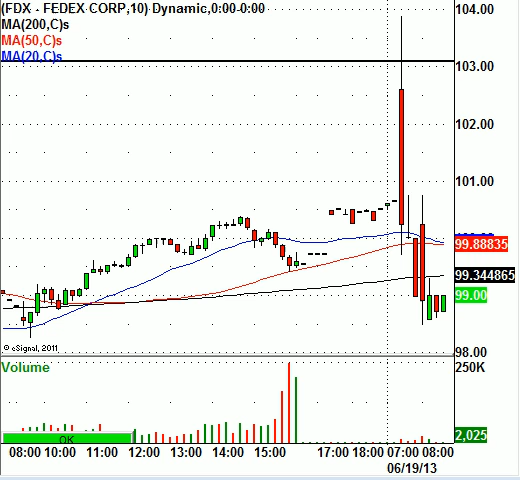 (FDX - FEDEX CORP,10) Dynamic,0:00-0:00
MA(200,C)s
MA(50,C)s
MA(20,C)s
104.00
103.00
102.00
101.00
99.88835
99.344865
99.00
98.00
© eSignal, 2011
Volume
250K
2,025
OK
08:00 10:00 11:00 12:00 13:00 14:00 15:00 17:00 18:00 07:00 08:00
06/19/13